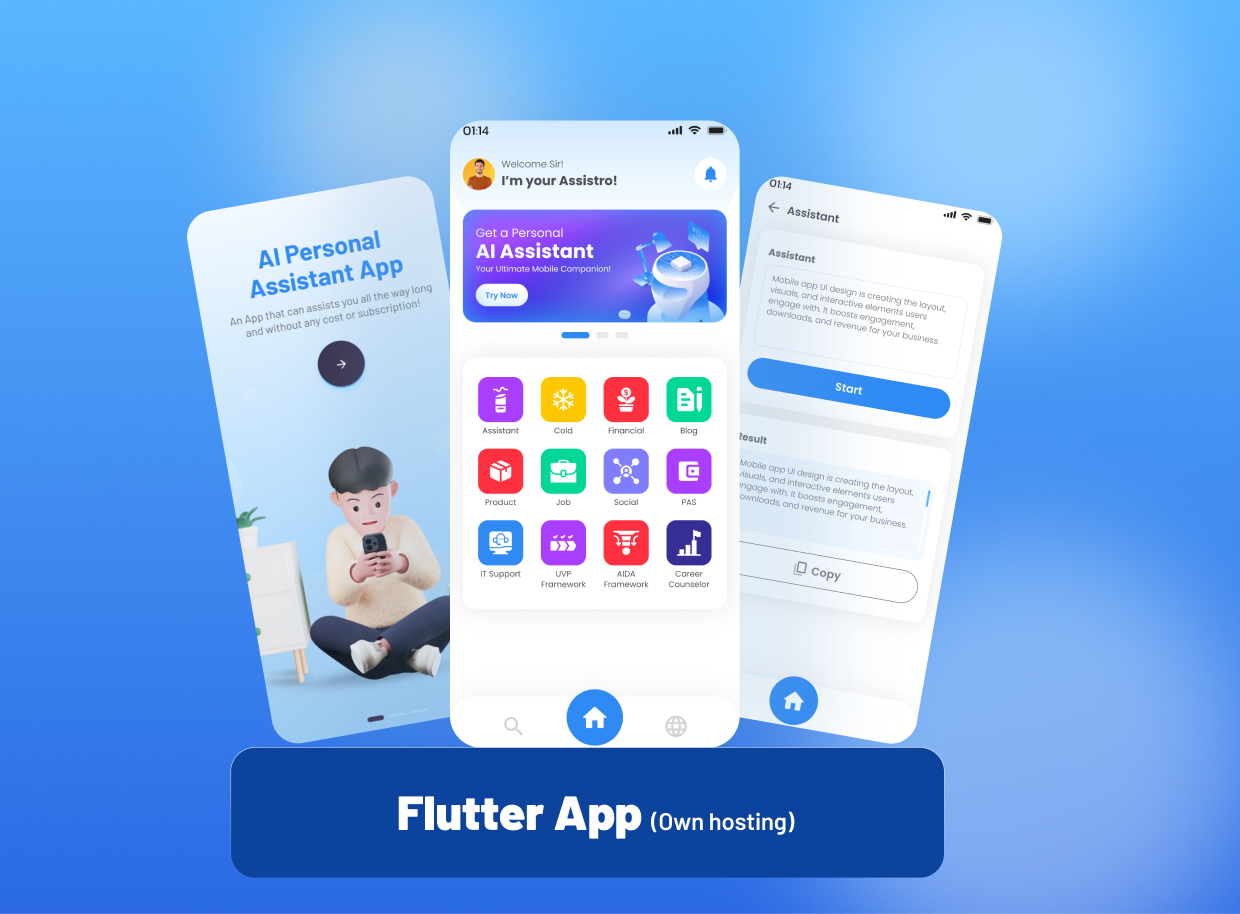 AI Personal
Assistant App
An App that can assists you all the way long
and without any cost or subscription!
01:14
Welcome Sir!
I'm your Assistro!
Get a Personal
AI Assistant
Your Ultimate Mobile Companion!
Try Now
Assistant
Cold
Financial
Blog
Product
Job
Social
PAS
IT Support
UVP
Framework
AIDA
Framework
Career
Counselor
01:14
Assistant
Assistant
Mobile app UI design is creating the layout,
visuals, and interactive elements users
engage with. It boosts engagement,
downloads, and revenue for your business.
Start
Result
Mobile app UI design is creating the layout,
visuals, and interactive elements users
engage with. It boosts engagement,
downloads, and revenue for your business.
Copy
Flutter App (Own hosting)